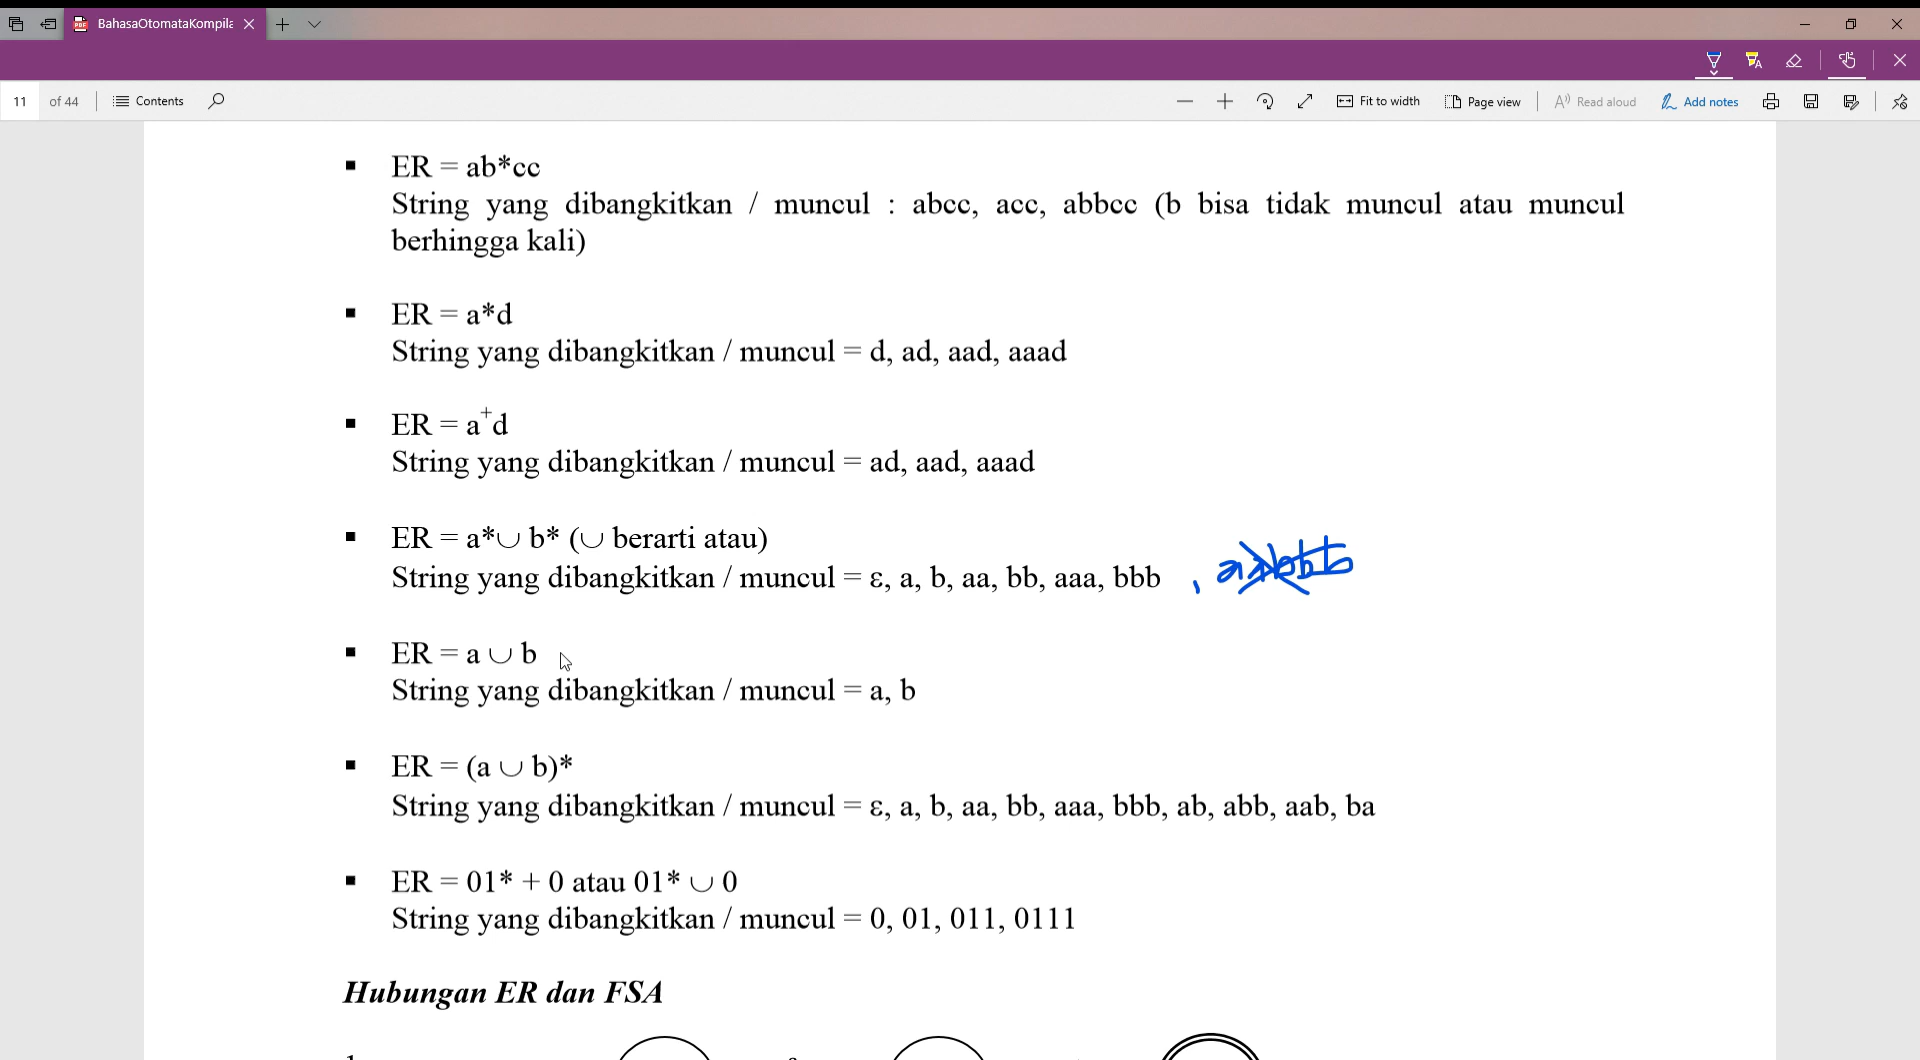 BahasaOtomataKompila
11 of 44 Contents Fit to width Page view Read aloud Add notes
▪ ER = ab*cc
String yang dibangkitkan / muncul : abcc, acc, abbcc (b bisa tidak muncul atau muncul
berhingga kali)
▪ ER = a*d
String yang dibangkitkan / muncul = d, ad, aad, aaad
▪ ER = a⁺d
String yang dibangkitkan / muncul = ad, aad, aaad
▪ ER = a*∪ b* (∪ berarti atau)
String yang dibangkitkan / muncul = ε, a, b, aa, bb, aaa, bbb ,
▪ ER = a ∪ b
String yang dibangkitkan / muncul = a, b
▪ ER = (a ∪ b)*
String yang dibangkitkan / muncul = ε, a, b, aa, bb, aaa, bbb, ab, abb, aab, ba
▪ ER = 01* + 0 atau 01* ∪ 0
String yang dibangkitkan / muncul = 0, 01, 011, 0111
Hubungan ER dan FSA